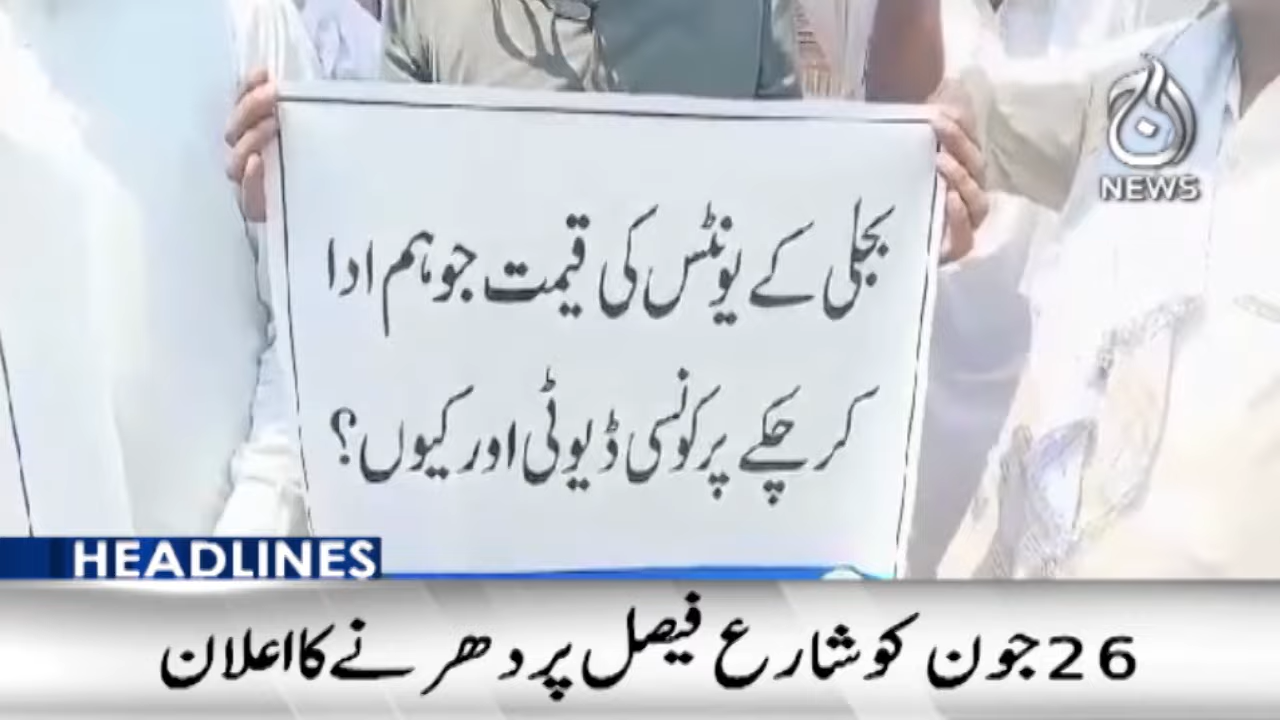 آج
NEWS
بجلی کے یونٹس کی قیمت جو ہم ادا
کر چکے پر کونسی ڈیوٹی اور کیوں؟
HEADLINES
26 جون کو شارع فیصل پر دھرنے کا اعلان